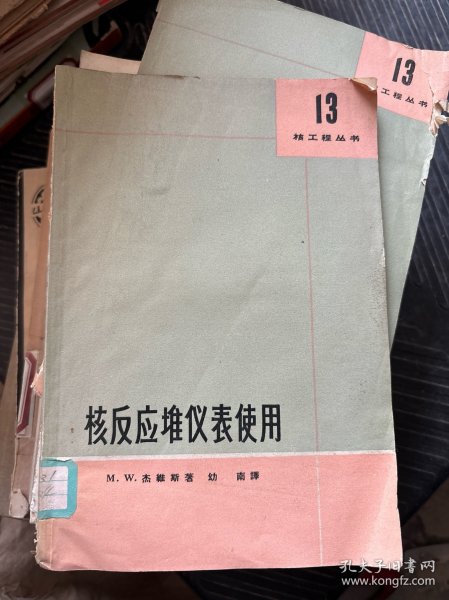 13
核工程丛书
13
工程丛书
核反应堆仪表使用
M. W. 杰維斯著 幼 南譯
孔夫子旧书网
www.kongfz.com